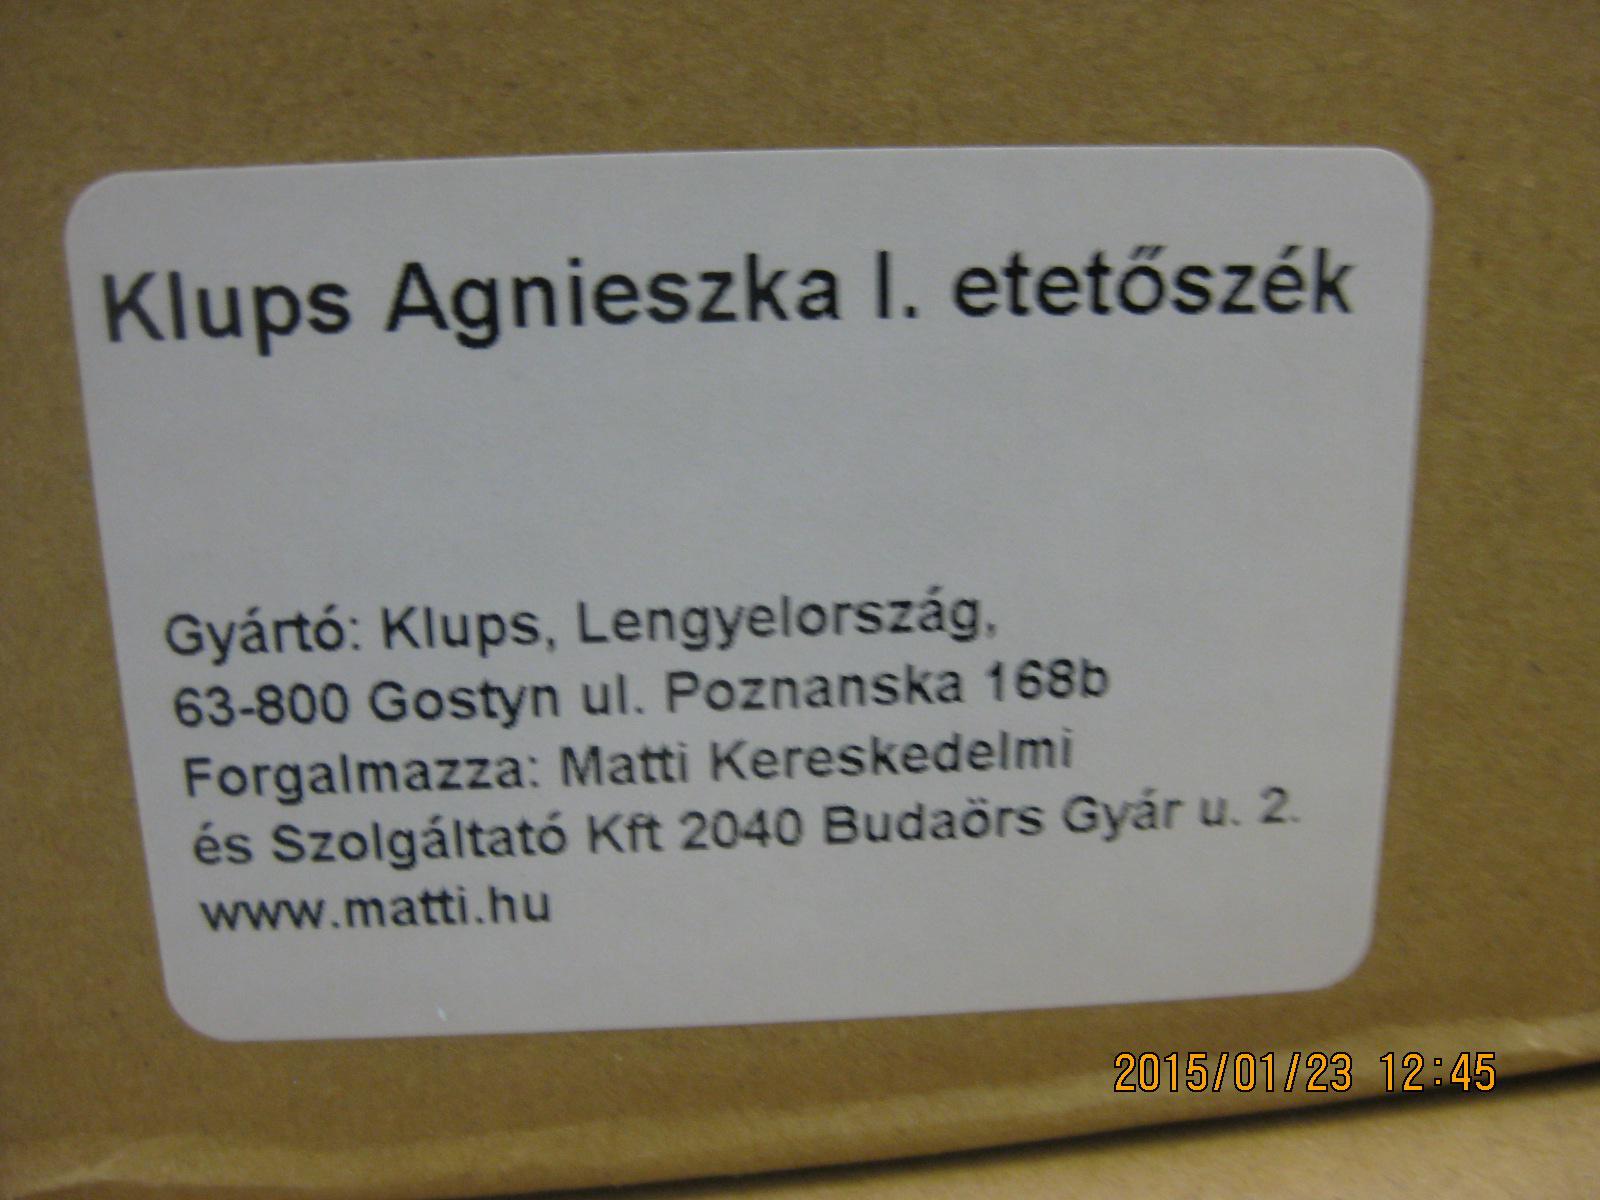 Klups Agnieszka I. etetőszék
Gyártó: Klups, Lengyelország,
63-800 Gostyn ul. Poznanska 168b
Forgalmazza: Matti Kereskedelmi
és Szolgáltató Kft 2040 Budaörs Gyár u. 2.
www.matti.hu
2015/01/23 12:45